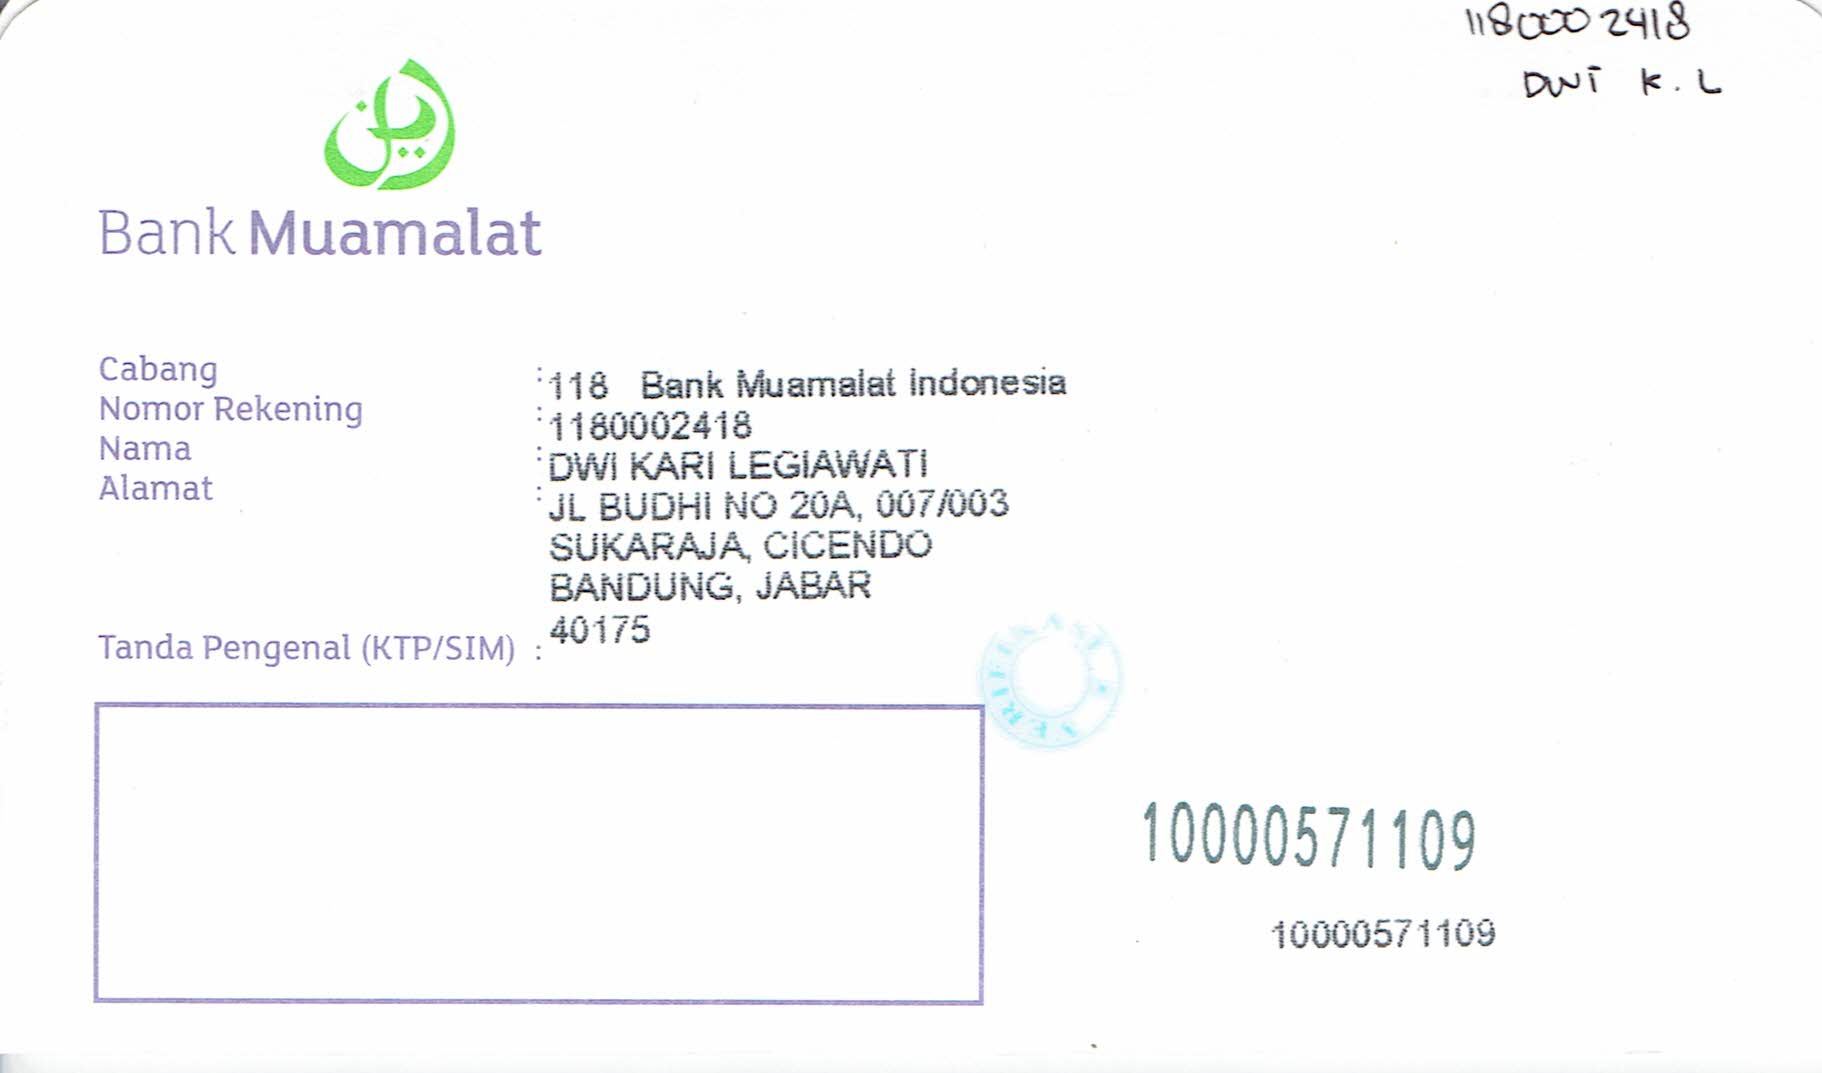 1180002418
DWI K. L
Bank Muamalat
Cabang : 118 Bank Muamalat Indonesia
Nomor Rekening : 1180002418
Nama : DWI KARI LEGIAWATI
Alamat : JL BUDHI NO 20A, 007/003
SUKARAJA, CICENDO
BANDUNG, JABAR
40175
Tanda Pengenal (KTP/SIM) :
VERIFIKASI
10000571109
10000571109